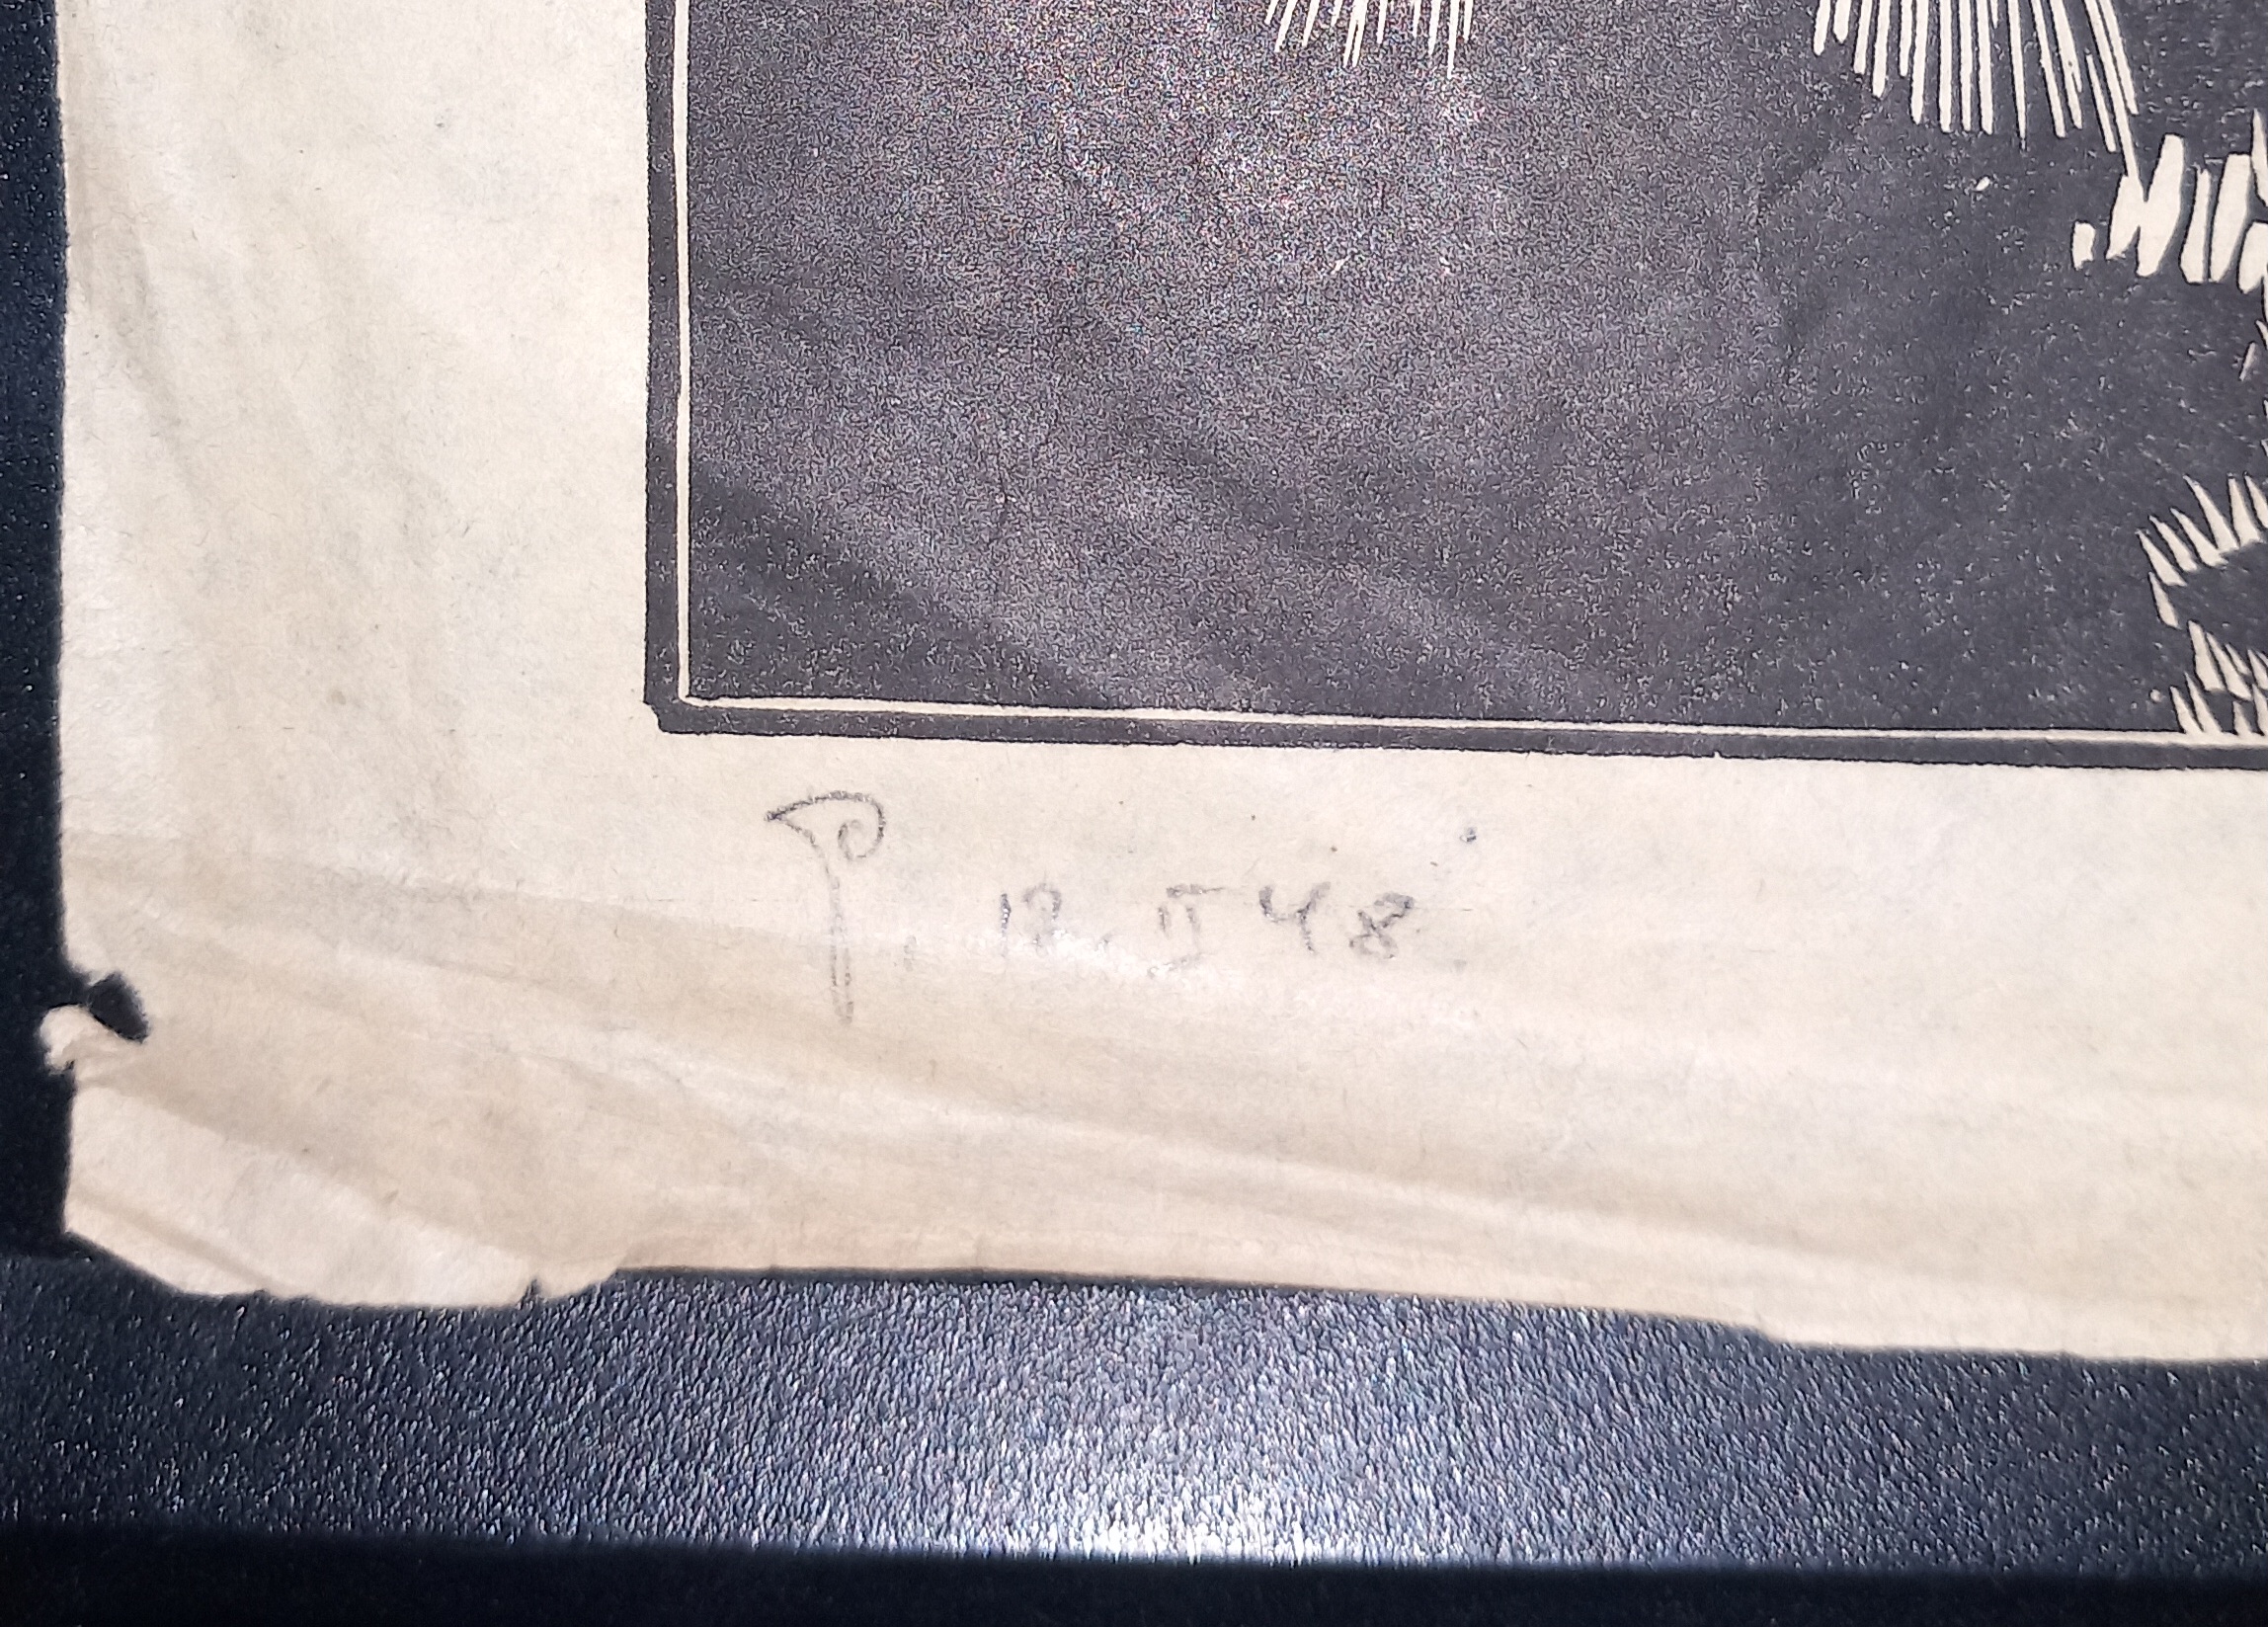 P. 12. II 48